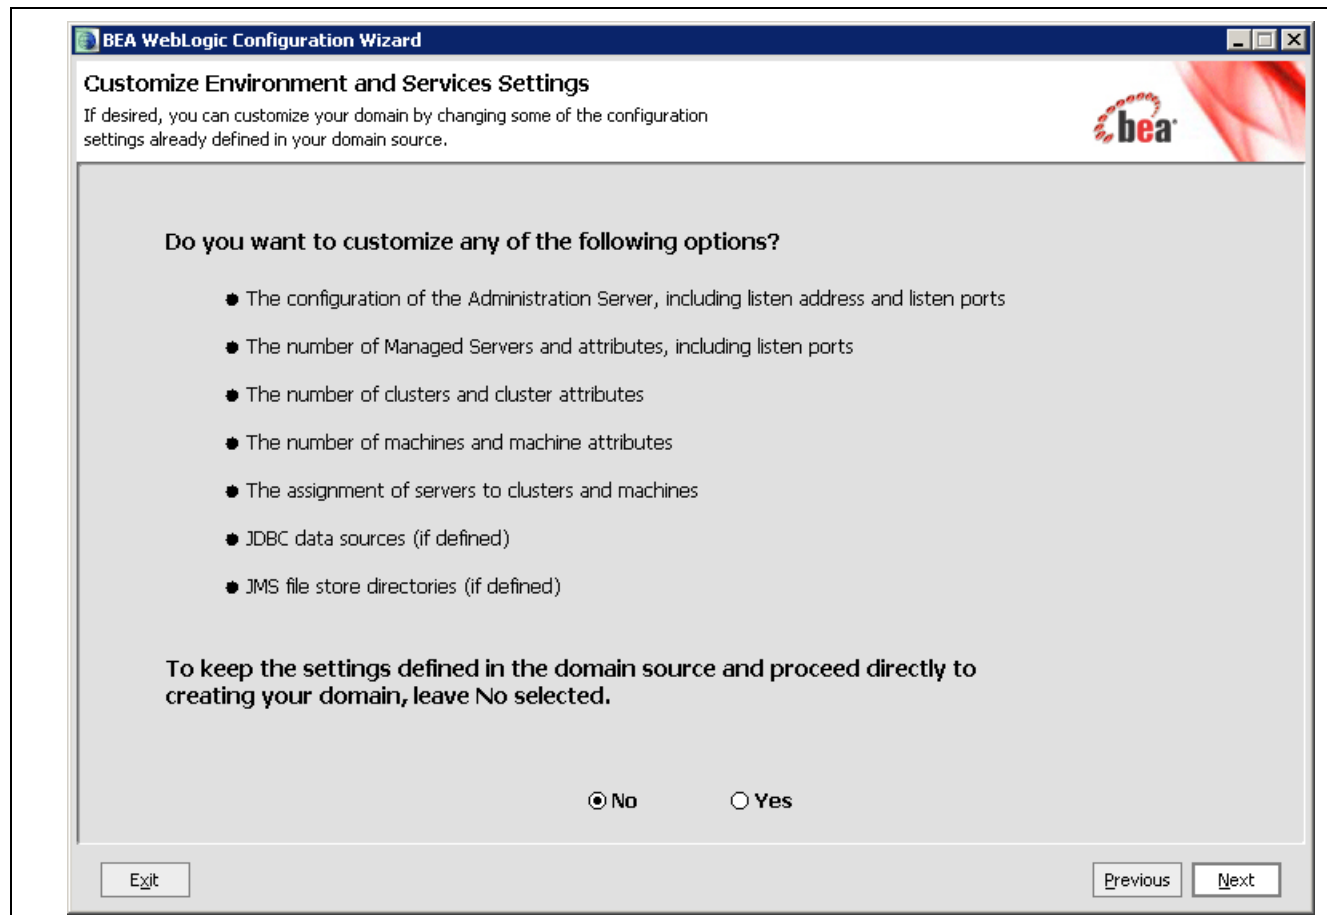 BEA WebLogic Configuration Wizard
Customize Environment and Services Settings
If desired, you can customize your domain by changing some of the configuration
settings already defined in your domain source.
bea
Do you want to customize any of the following options?
The configuration of the Administration Server, including listen address and listen ports
The number of Managed Servers and attributes, including listen ports
The number of clusters and cluster attributes
The number of machines and machine attributes
The assignment of servers to clusters and machines
JDBC data sources (if defined)
JMS file store directories (if defined)
To keep the settings defined in the domain source and proceed directly to
creating your domain, leave No selected.
No Yes
Exit Previous Next